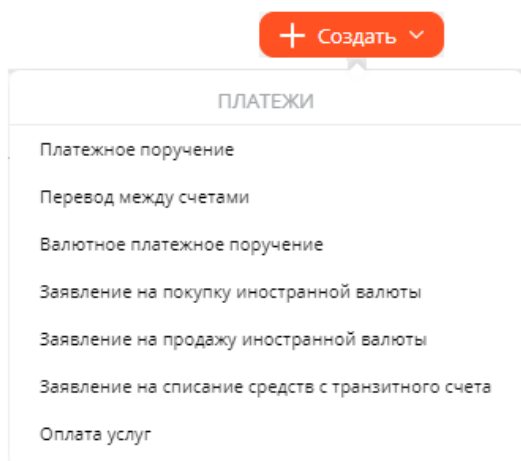 + Создать
ПЛАТЕЖИ
Платежное поручение
Перевод между счетами
Валютное платежное поручение
Заявление на покупку иностранной валюты
Заявление на продажу иностранной валюты
Заявление на списание средств с транзитного счета
Оплата услуг